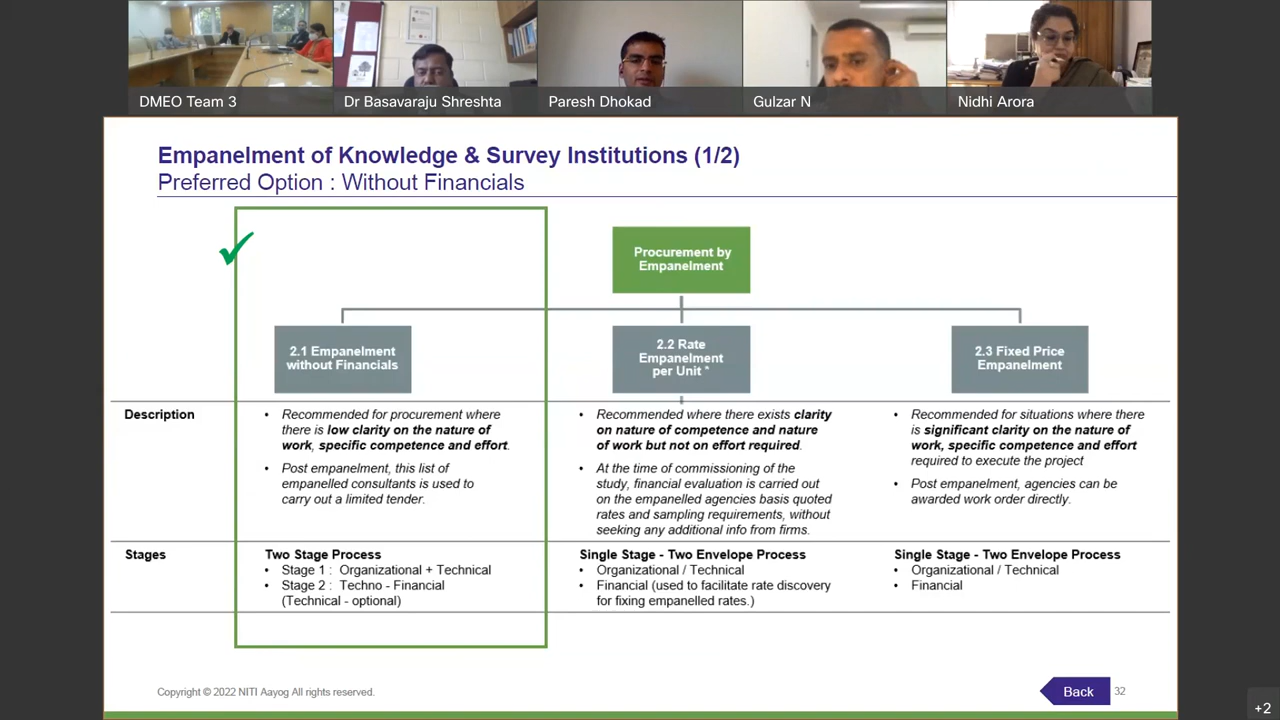 DMEO Team 3
Dr Basavaraju Shreshta
Paresh Dhokad
Gulzar N
Nidhi Arora
Empanelment of Knowledge & Survey Institutions (1/2)
Preferred Option : Without Financials
Procurement by
Empanelment
2.1 Empanelment
without Financials
2.2 Rate
Empanelment
per Unit *
2.3 Fixed Price
Empanelment
Description
• Recommended for procurement where
there is low clarity on the nature of
work, specific competence and effort.
• Post empanelment, this list of
empanelled consultants is used to
carry out a limited tender.
• Recommended where there exists clarity
on nature of competence and nature
of work but not on effort required.
• At the time of commissioning of the
study, financial evaluation is carried out
on the empanelled agencies basis quoted
rates and sampling requirements, without
seeking any additional info from firms.
• Recommended for situations where there
is significant clarity on the nature of
work, specific competence and effort
required to execute the project
• Post empanelment, agencies can be
awarded work order directly.
Stages
Two Stage Process
• Stage 1 : Organizational + Technical
• Stage 2 : Techno - Financial
(Technical - optional)
Single Stage - Two Envelope Process
• Organizational / Technical
• Financial (used to facilitate rate discovery
for fixing empanelled rates.)
Single Stage - Two Envelope Process
• Organizational / Technical
• Financial
Copyright © 2022 NITI Aayog All rights reserved.
Back
32
+2